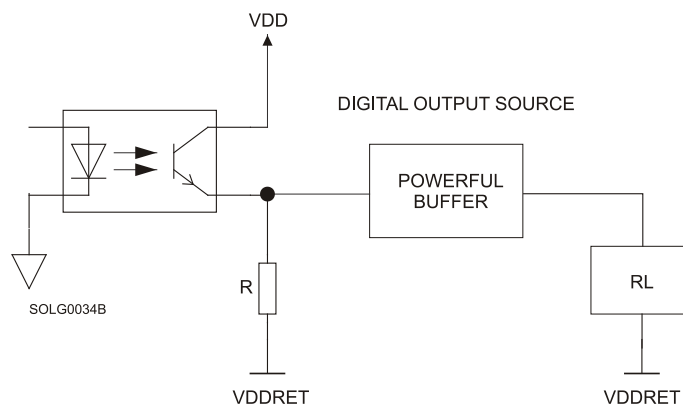 VDD
DIGITAL OUTPUT SOURCE
POWERFUL
BUFFER
R
RL
SOLG0034B
VDDRET
VDDRET